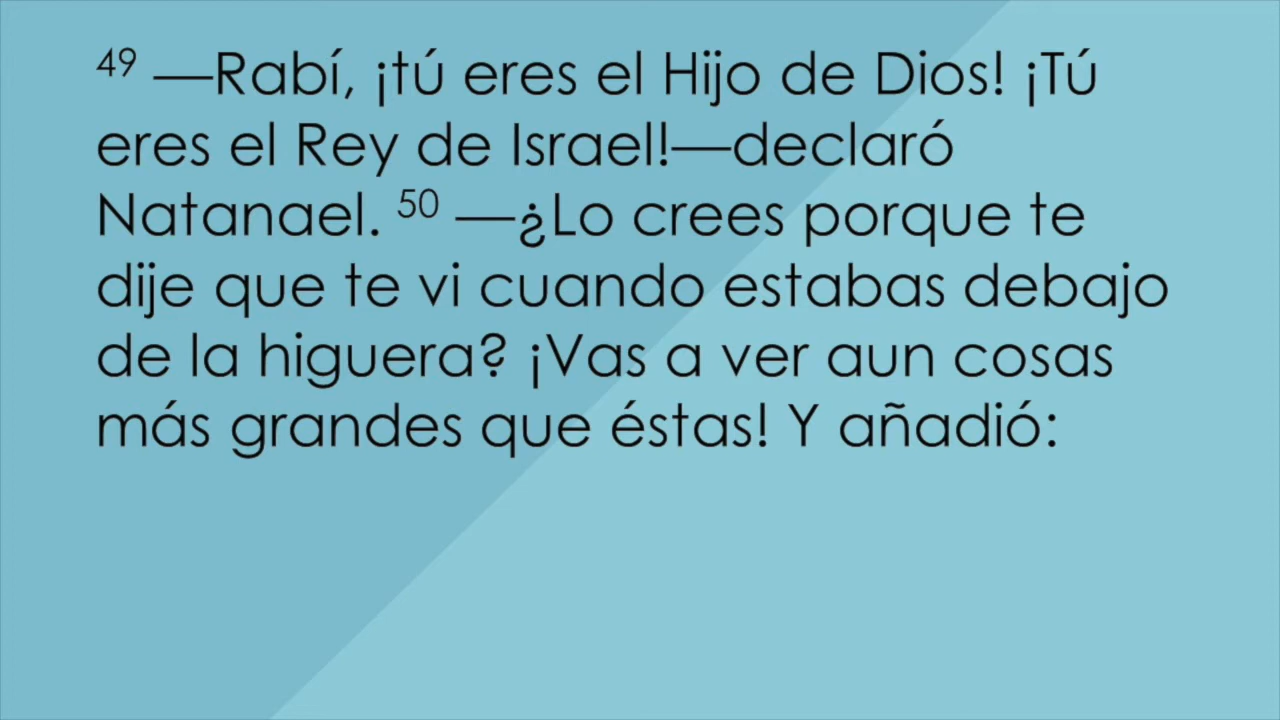 49 —Rabí, ¡tú eres el Hijo de Dios! ¡Tú
eres el Rey de Israel!—declaró
Natanael. 50 —¿Lo crees porque te
dije que te vi cuando estabas debajo
de la higuera? ¡Vas a ver aun cosas
más grandes que éstas! Y añadió: